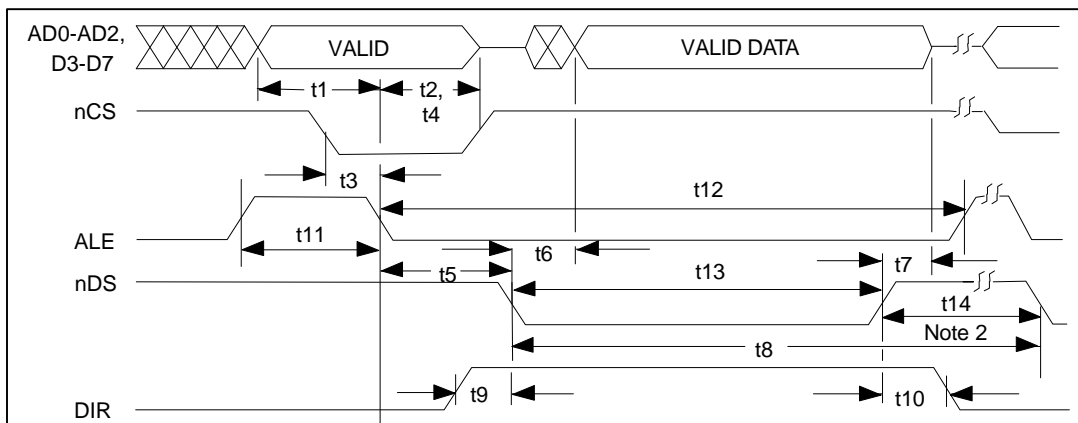 AD0-AD2,
D3-D7
VALID
VALID DATA
t1
t2,
t4
nCS
t3
t12
ALE
t11
t6
t7
t5
t13
nDS
t14
Note 2
t8
t9
t10
DIR